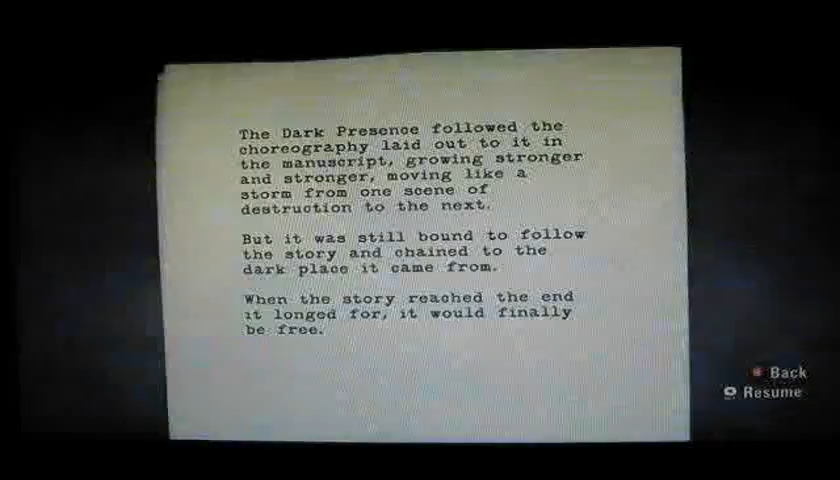 The Dark Presence followed the
choreography laid out to it in
the manuscript, growing stronger
and stronger, moving like a
storm from one scene of
destruction to the next.
But it was still bound to follow
the story and chained to the
dark place it came from.
When the story reached the end
it longed for, it would finally
be free.
Back
Resume